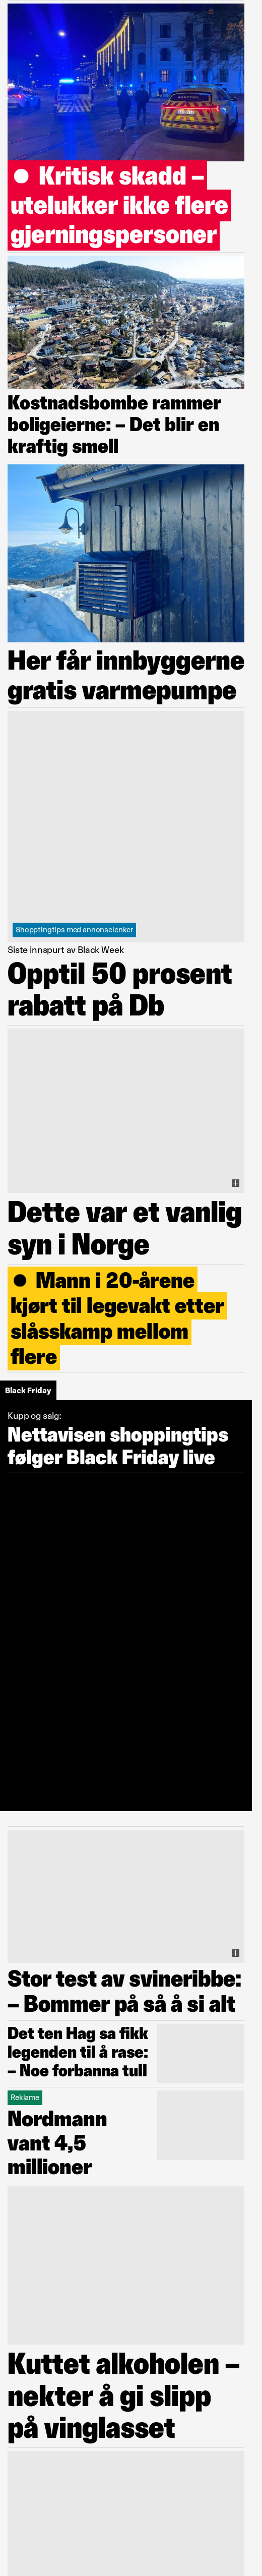 Kritisk skadd –
utelukker ikke flere
gjerningspersoner
Kostnadsbombe rammer
boligeierne: – Det blir en
kraftig smell
Her får innbyggerne
gratis varmepumpe
Shopptingtips med annonselenker
Siste innspurt av Black Week
Opptil 50 prosent
rabatt på Db
Dette var et vanlig
syn i Norge
Mann i 20-årene
kjørt til legevakt etter
slåsskamp mellom
flere
Black Friday
Kupp og salg:
Nettavisen shoppingtips
følger Black Friday live
Stor test av svineribbe:
– Bommer på så å si alt
Det ten Hag sa fikk
legenden til å rase:
– Noe forbanna tull
Reklame
Nordmann
vant 4,5
millioner
Kuttet alkoholen –
nekter å gi slipp
på vinglasset